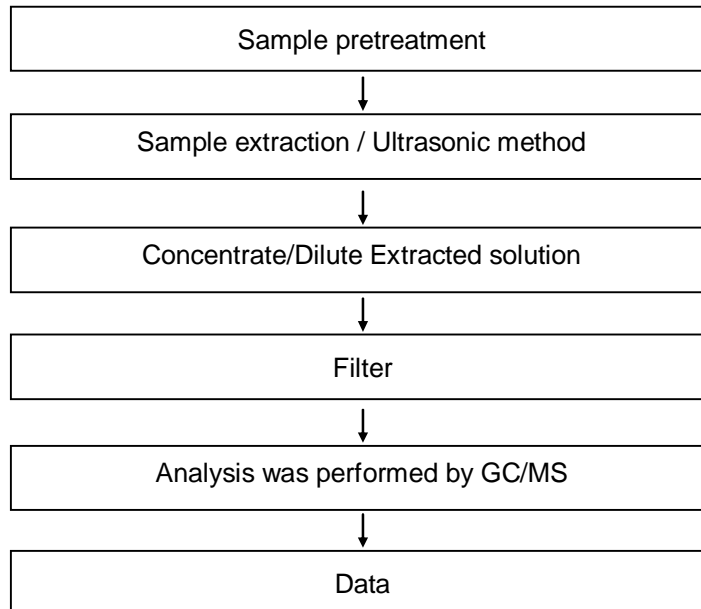 Sample pretreatment
Sample extraction / Ultrasonic method
Concentrate/Dilute Extracted solution
Filter
Analysis was performed by GC/MS
Data